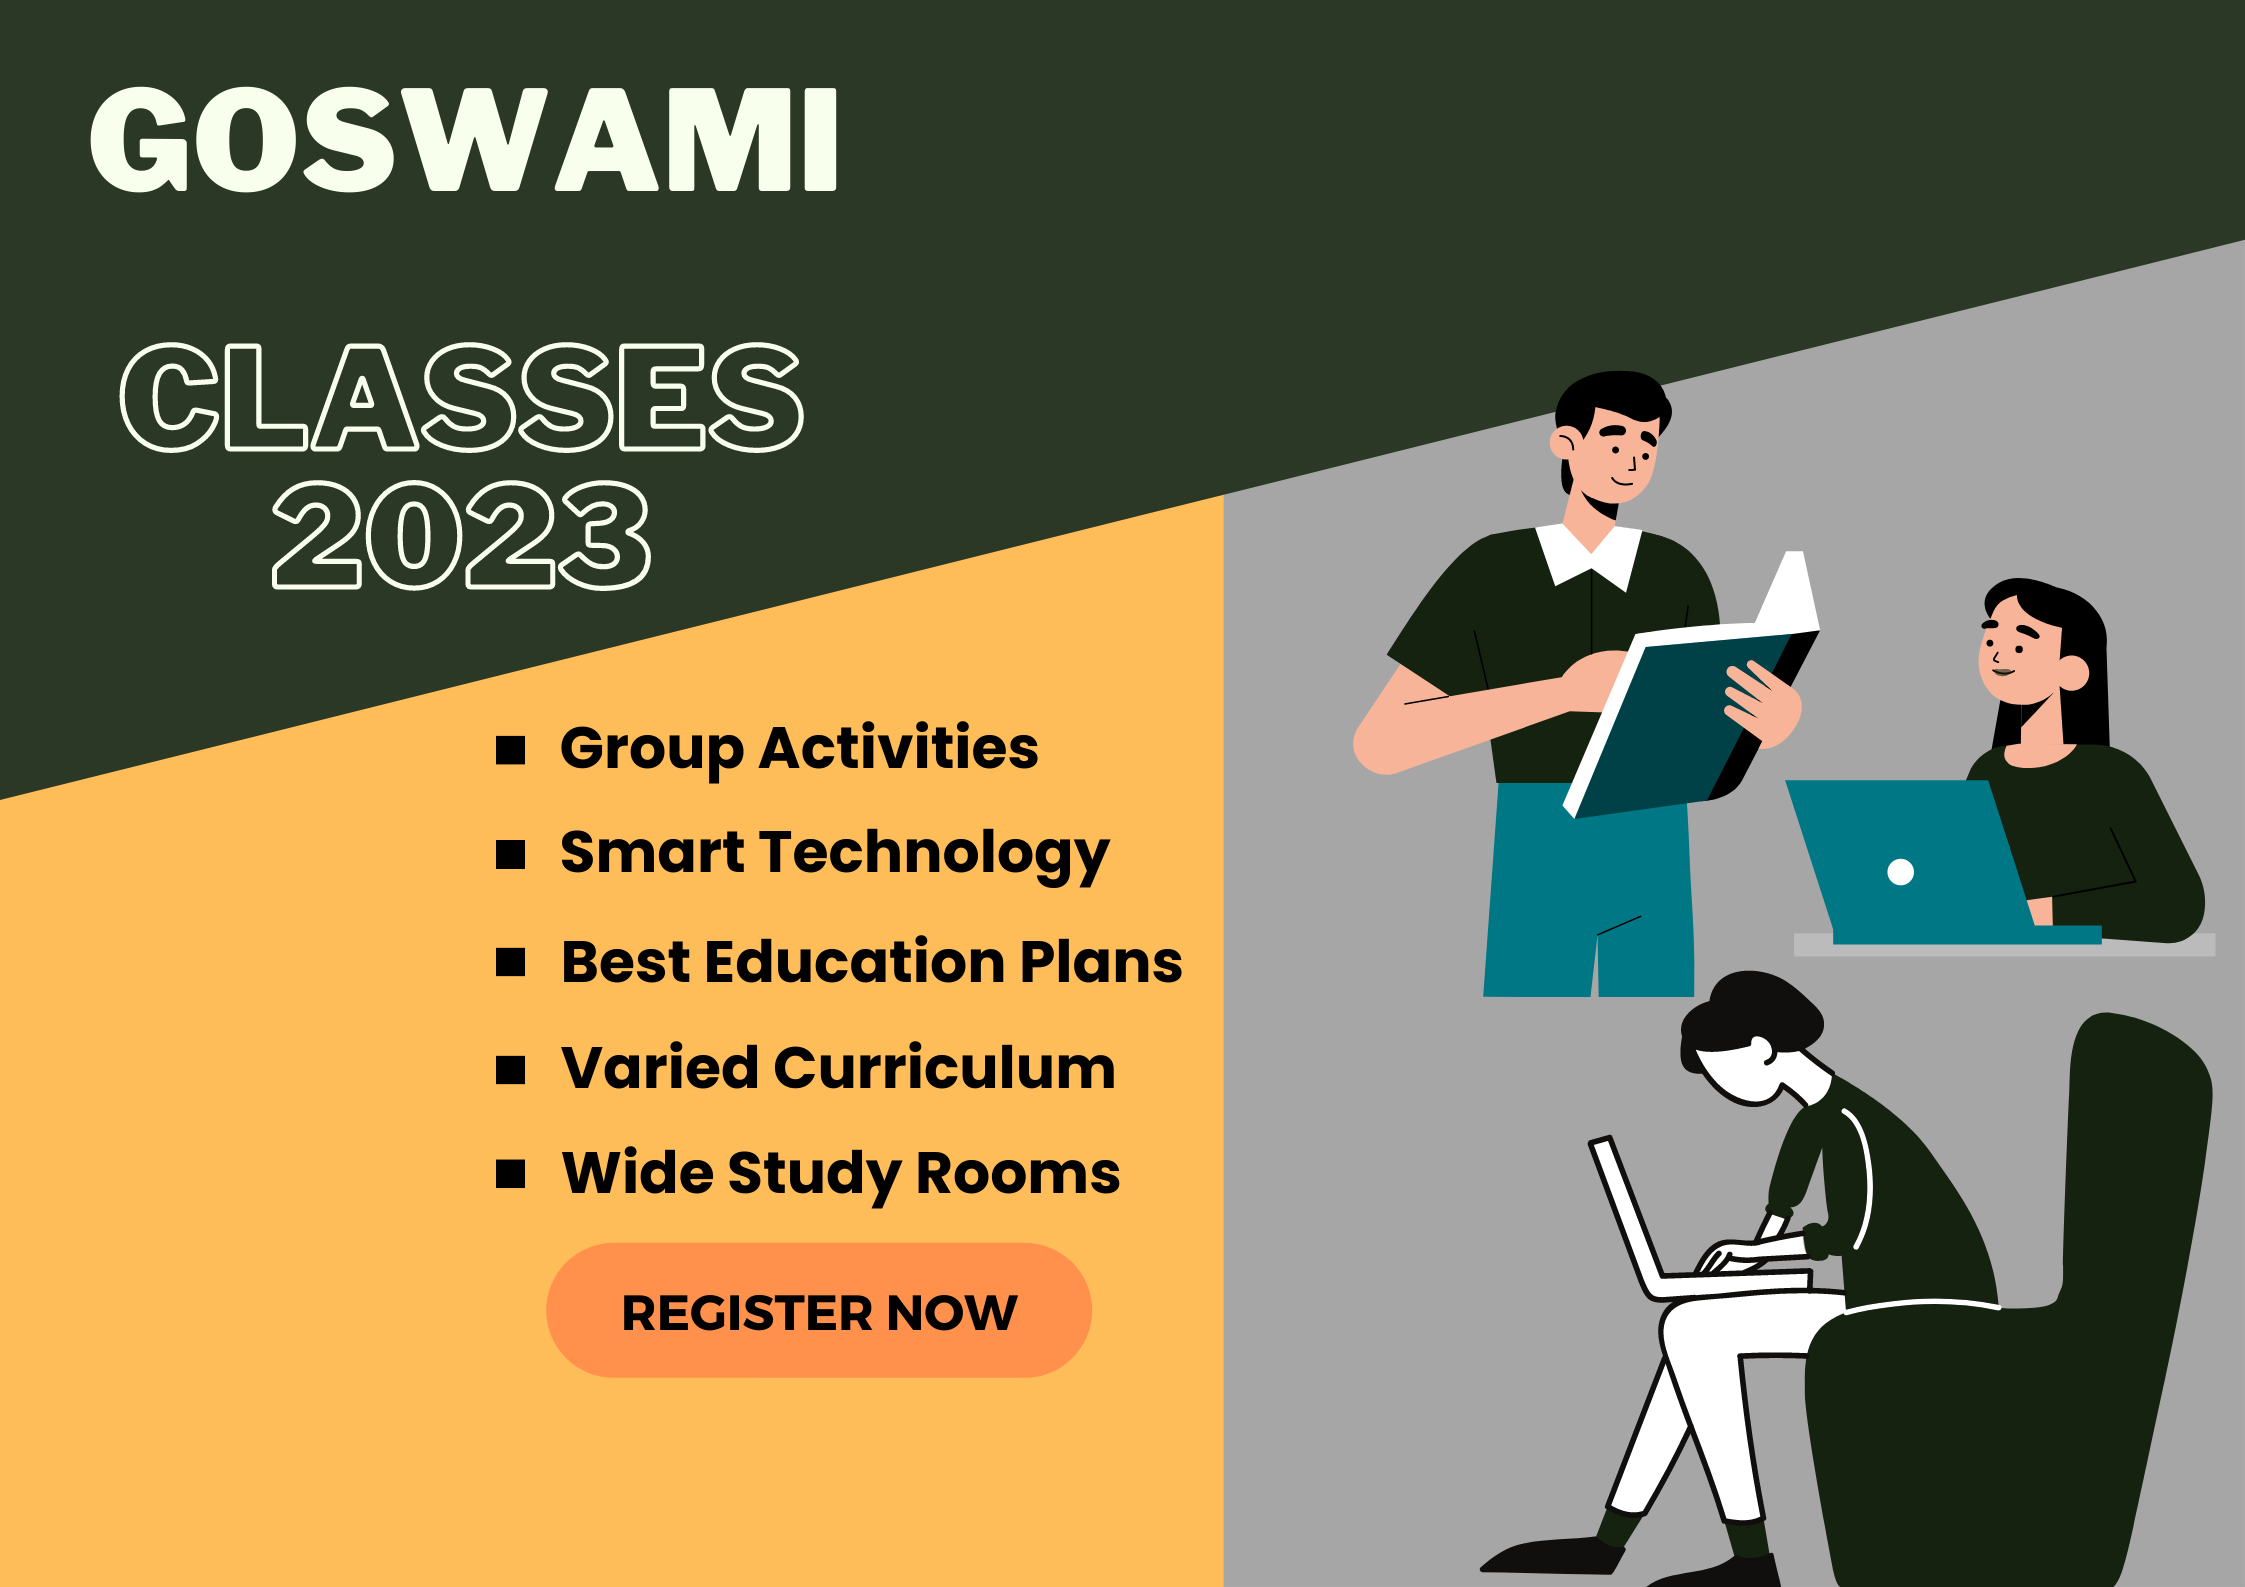 GOSWAMI
CLASSES
2023
Group Activities
Smart Technology
Best Education Plans
Varied Curriculum
Wide Study Rooms
REGISTER NOW